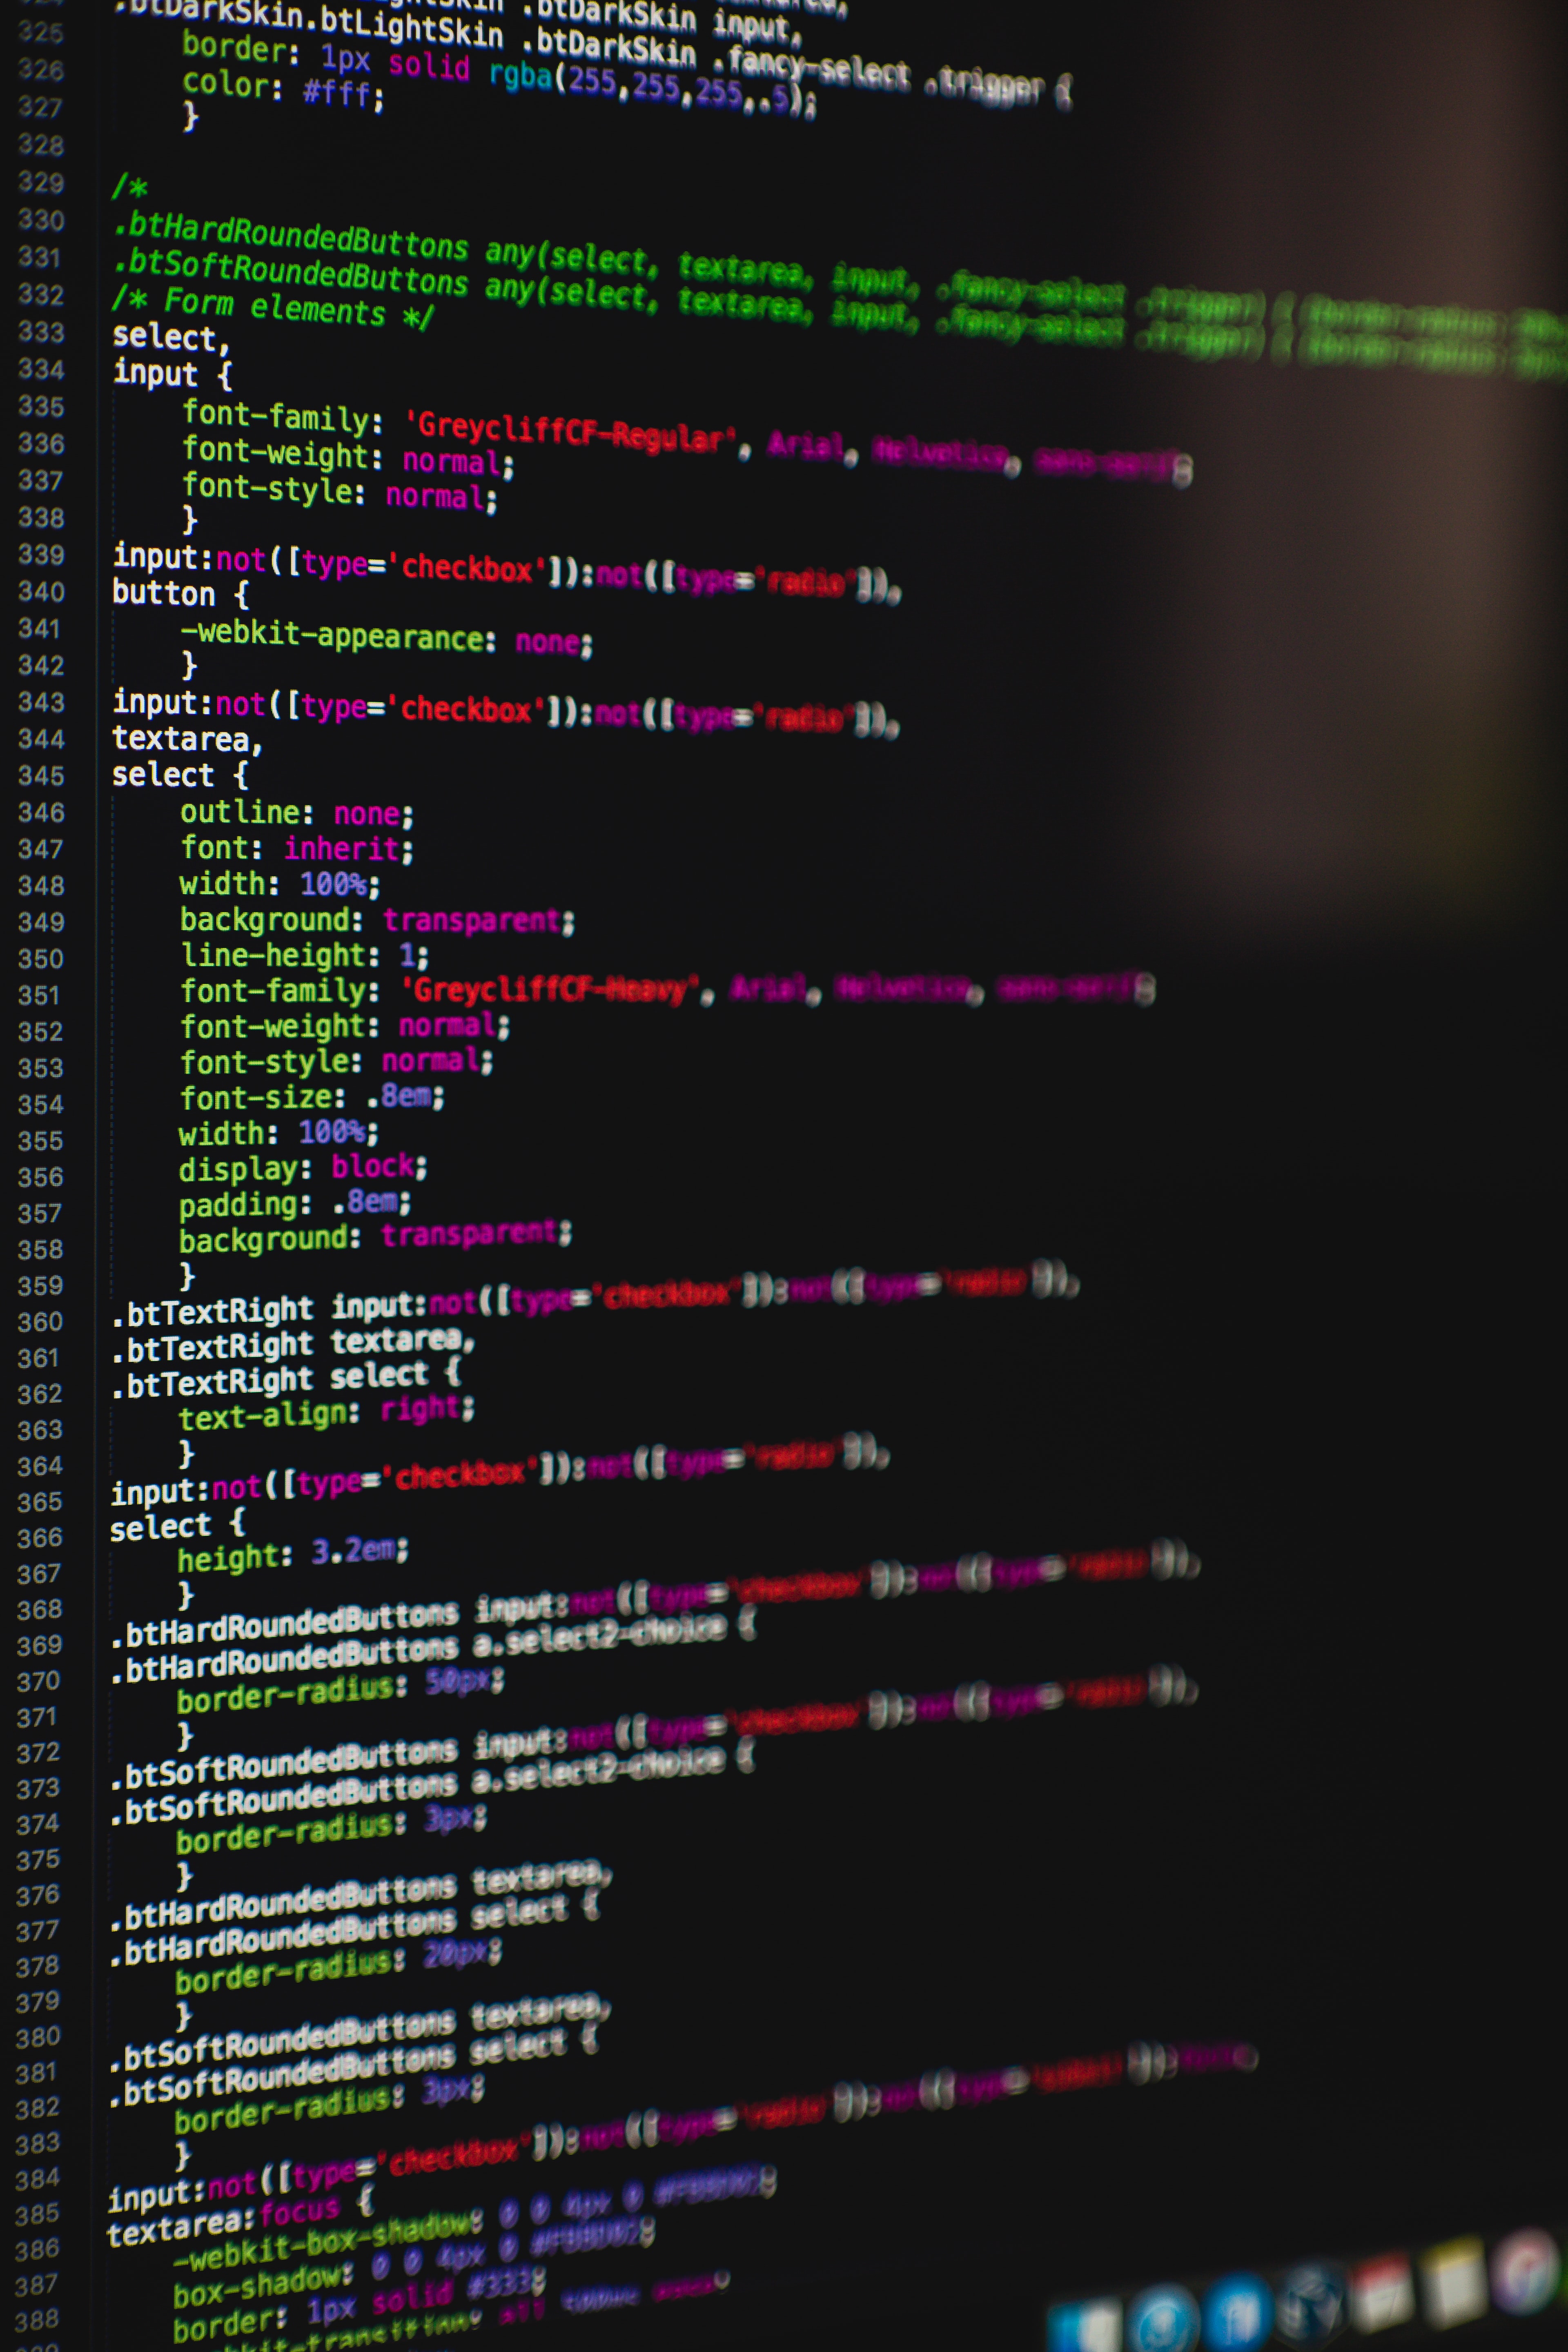 325 .btDarkSkin.btLightSkin .btDarkSkin .fancy-select .trigger {
326 border: 1px solid rgba(255,255,255,.5);
327 color: #fff;
328 }
329
330 /*
331 .btHardRoundedButtons any(select, textarea, input, .fancy-select .trigger) { border-radius:
332 .btSoftRoundedButtons any(select, textarea, input, .fancy-select .trigger) { border-radius:
333 /* Form elements */
334 select,
335 input {
336 font-family: 'GreycliffCF-Regular', Arial, Helvetica, sans-serif;
337 font-weight: normal;
338 font-style: normal;
339 }
340 input:not([type='checkbox']):not([type='radio']),
341 button {
342 -webkit-appearance: none;
343 }
344 input:not([type='checkbox']):not([type='radio']),
345 textarea,
346 select {
347 outline: none;
348 font: inherit;
349 width: 100%;
350 background: transparent;
351 line-height: 1;
352 font-family: 'GreycliffCF-Heavy', Arial, Helvetica, sans-serif;
353 font-weight: normal;
354 font-style: normal;
355 font-size: .8em;
356 width: 100%;
357 display: block;
358 padding: .8em;
359 background: transparent;
360 }
361 .btTextRight input:not([type='checkbox']):not([type='radio']),
362 .btTextRight textarea,
363 .btTextRight select {
364 text-align: right;
365 }
366 input:not([type='checkbox']):not([type='radio']),
367 select {
368 height: 3.2em;
369 }
370 .btHardRoundedButtons input:not([type='checkbox']):not([type='radio']),
371 .btHardRoundedButtons a.select2-choice {
372 border-radius: 50px;
373 }
374 .btSoftRoundedButtons input:not([type='checkbox']):not([type='radio']),
375 .btSoftRoundedButtons a.select2-choice {
376 border-radius: 3px;
377 }
378 .btHardRoundedButtons textarea,
379 .btHardRoundedButtons select {
380 border-radius: 20px;
381 }
382 .btSoftRoundedButtons textarea,
383 .btSoftRoundedButtons select {
384 border-radius: 3px;
385 }
386 input:not([type='checkbox']):not([type='radio']):not([type=
387 textarea:focus {
388 -webkit-box-shadow: 0 0 4px 0
box-shadow: 0 0 4px 0
border: 1px solid #333;